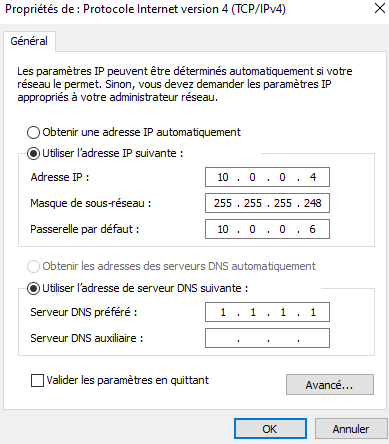 Propriétés de : Protocole Internet version 4 (TCP/IPv4)
Général
Les paramètres IP peuvent être déterminés automatiquement si votre
réseau le permet. Sinon, vous devez demander les paramètres IP
appropriés à votre administrateur réseau.
Obtenir une adresse IP automatiquement
Utiliser l'adresse IP suivante :
Adresse IP : 10 . 0 . 0 . 4
Masque de sous-réseau : 255 . 255 . 255 . 248
Passerelle par défaut : 10 . 0 . 0 . 6
Obtenir les adresses des serveurs DNS automatiquement
Utiliser l'adresse de serveur DNS suivante :
Serveur DNS préféré : 1 . 1 . 1 . 1
Serveur DNS auxiliaire : . . .
Valider les paramètres en quittant
Avancé...
OK Annuler